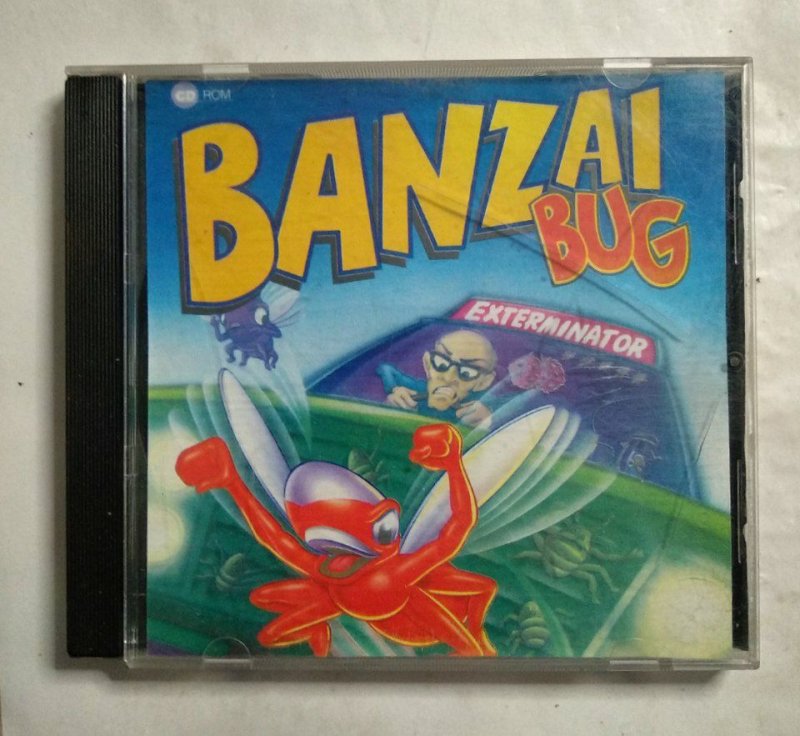 CD ROM
BANZAI
BUG
EXTERMINATOR